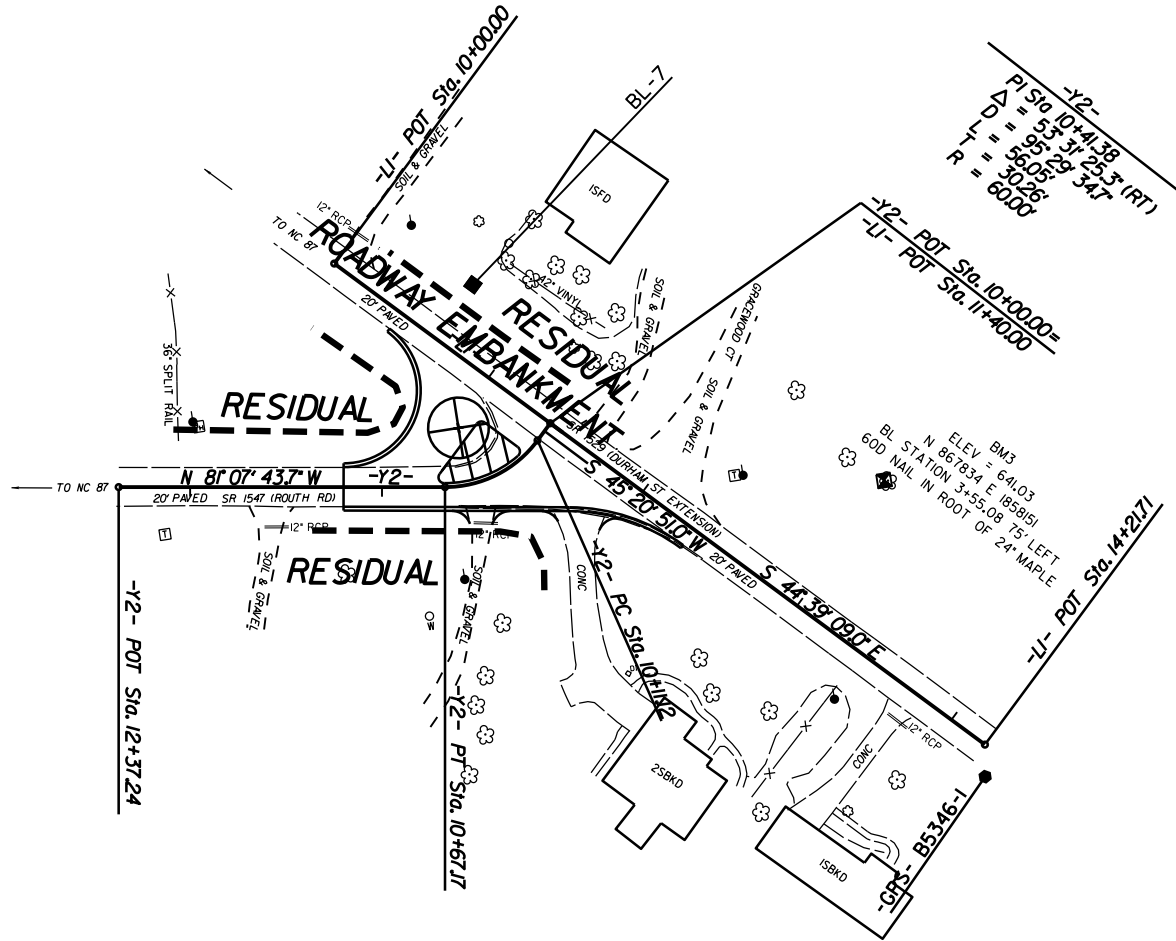 -L1- POT Sta. 10+00.00
SOIL & GRAVEL
12" RCP
TO NC 87
BL-7
1SFD
-Y2-
PI Sta 10+41.38
Δ = 53° 31' 25.3" (RT)
D = 95° 29' 34.7"
L = 56.05'
T = 30.26'
R = 60.00'
-Y2- POT Sta. 10+00.00=
-L1- POT Sta. 11+40.00
ROADWAY EMBANKMENT
20' PAVED
42" VINYL
RESIDUAL
SOIL & GRAVEL
GRACEWOOD CT
SOIL & GRAVEL
36" SPLIT RAIL
RESIDUAL
SR 1529 (DURHAM ST EXTENSION)
S 45° 20' 51.0" W
20' PAVED
S 44° 39' 09.0" E
BM3
ELEV = 641.03
N 867834 E 1858151
BL STATION 3+55.08 75' LEFT
60D NAIL IN ROOT OF 24" MAPLE
TO NC 87
N 81° 07' 43.7" W
-Y2-
20' PAVED SR 1547 (ROUTH RD)
T
T
12" RCP
12" RCP
RESIDUAL
SOIL & GRAVEL
SOIL & GRAVEL
W
CONC
-Y2- POT Sta. 12+37.24
-Y2- PT Sta. 10+67.17
-Y2- PC Sta. 10+11.12
-L1- POT Sta. 14+21.71
12" RCP
CONC
2SBKD
1SBKD
-GPS- B5346-1